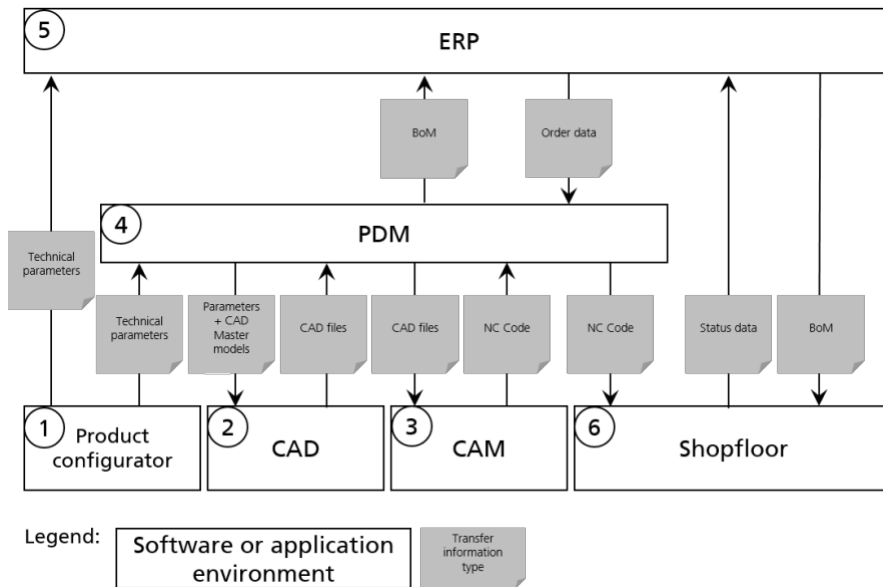 5
ERP
BoM
Order data
4
PDM
Technical
parameters
Technical
parameters
Parameters
+ CAD
Master
models
CAD files
CAD files
NC Code
NC Code
Status data
BoM
1
Product
configurator
2
CAD
3
CAM
6
Shopfloor
Legend:
Software or application
environment
Transfer
information
type